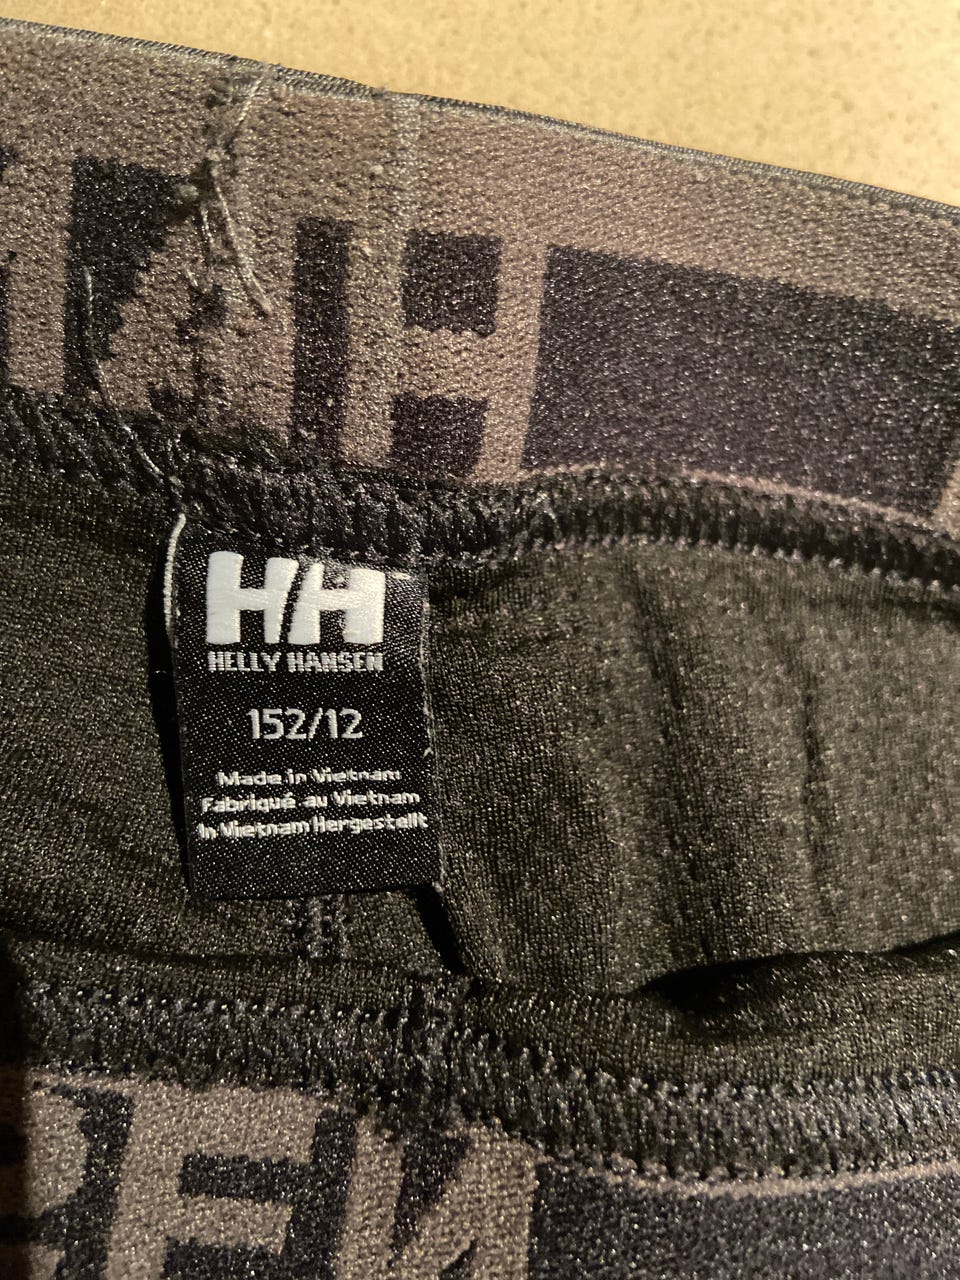 H
HH
HELLY HANSEN
152/12
Made in Vietnam
Fabriqué au Vietnam
In Vietnam Hergestellt